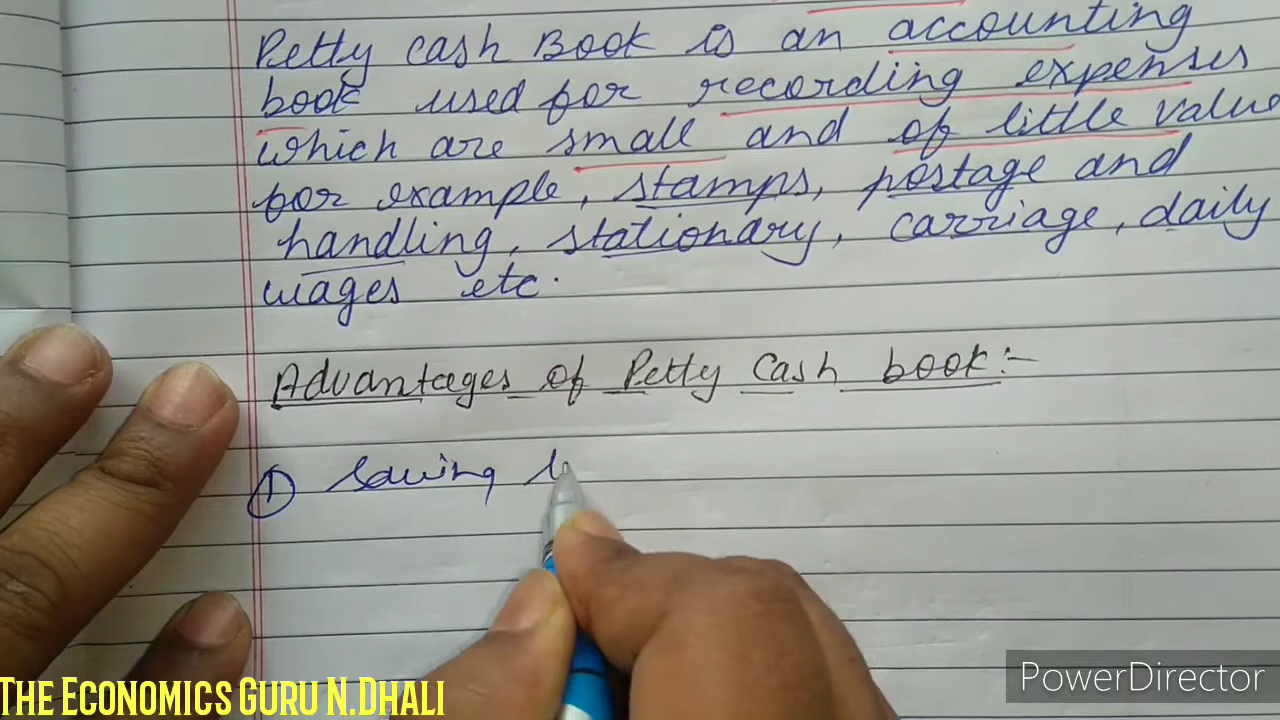 Petty cash Book is an accounting
book used for recording expenses
which are small and of little value
for example, stamps, postage and
handling, stationary, carriage, daily
wages etc.
Advantages of Petty Cash book:-
① Saving
PowerDirector
THE ECONOMICS GURU N.DHALI